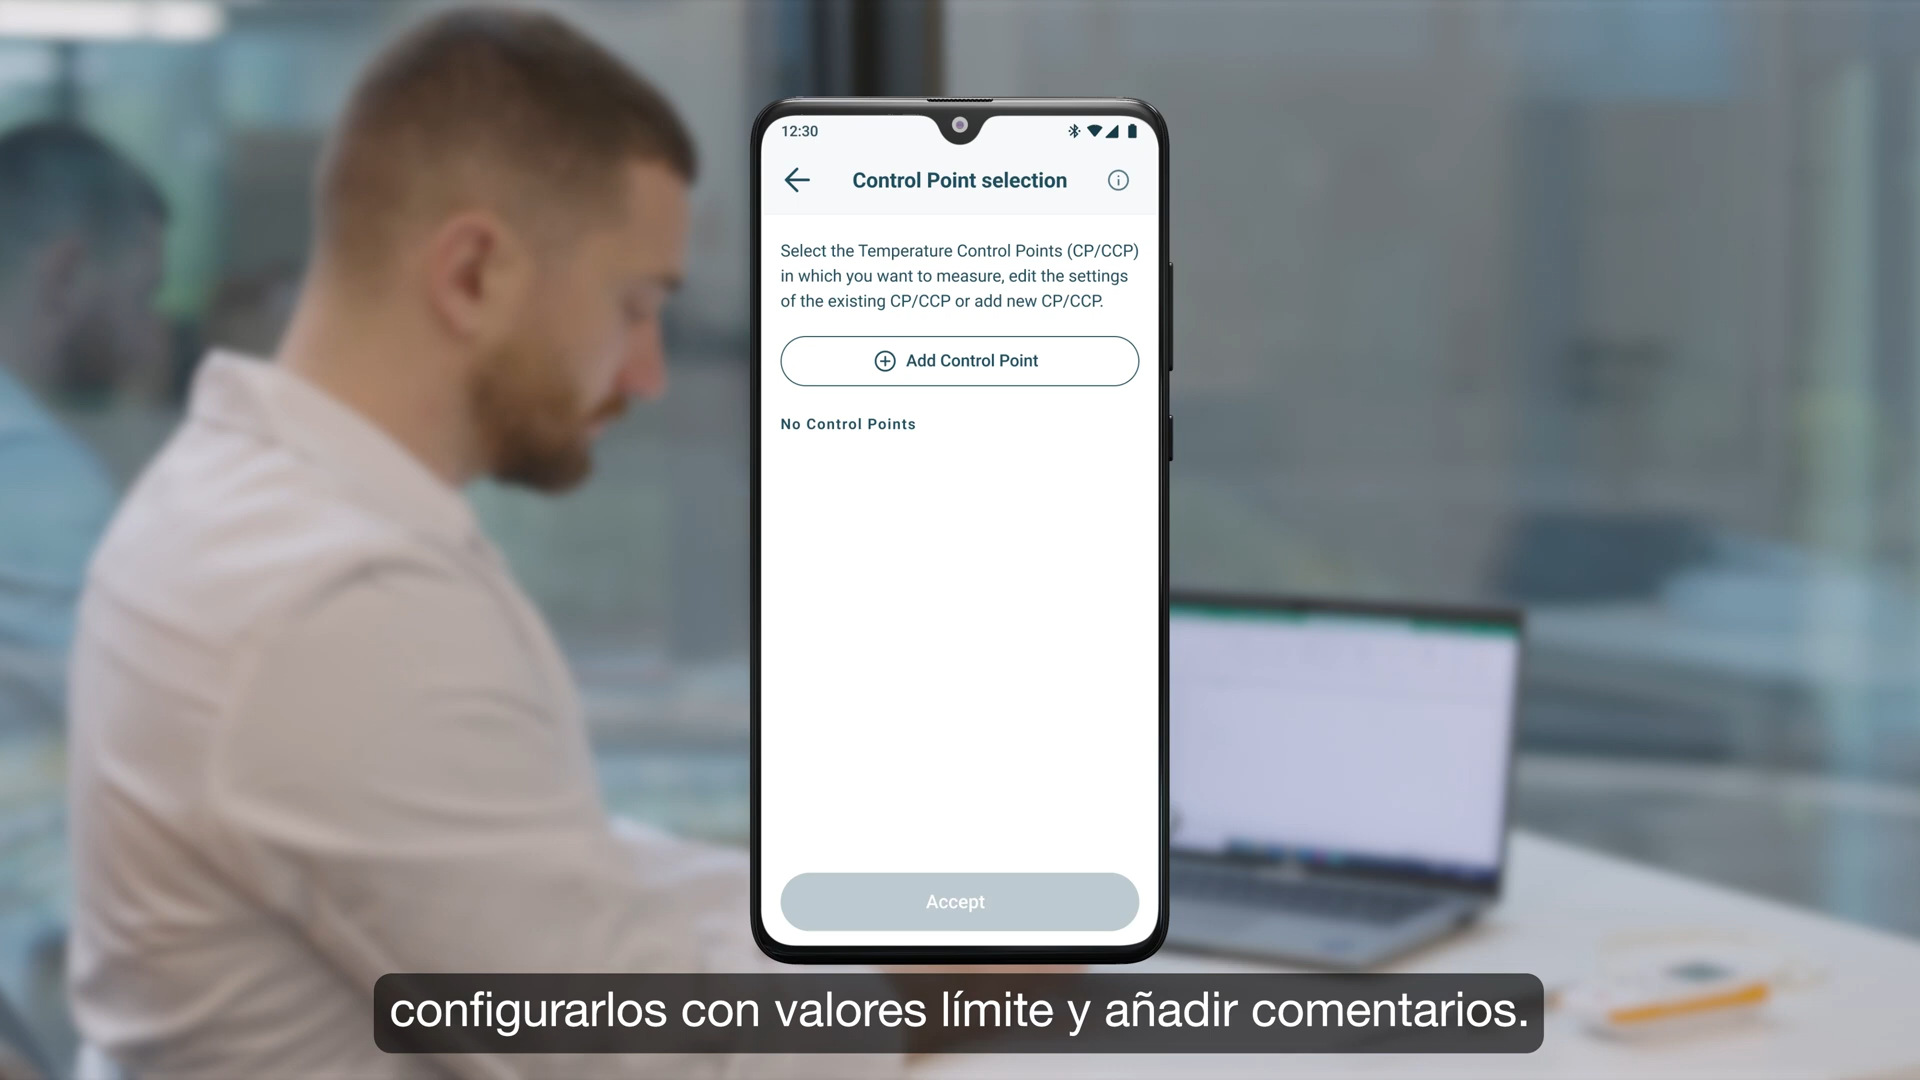 12:30
Control Point selection
Select the Temperature Control Points (CP/CCP)
in which you want to measure, edit the settings
of the existing CP/CCP or add new CP/CCP.
Add Control Point
No Control Points
Accept
configurarlos con valores límite y añadir comentarios.